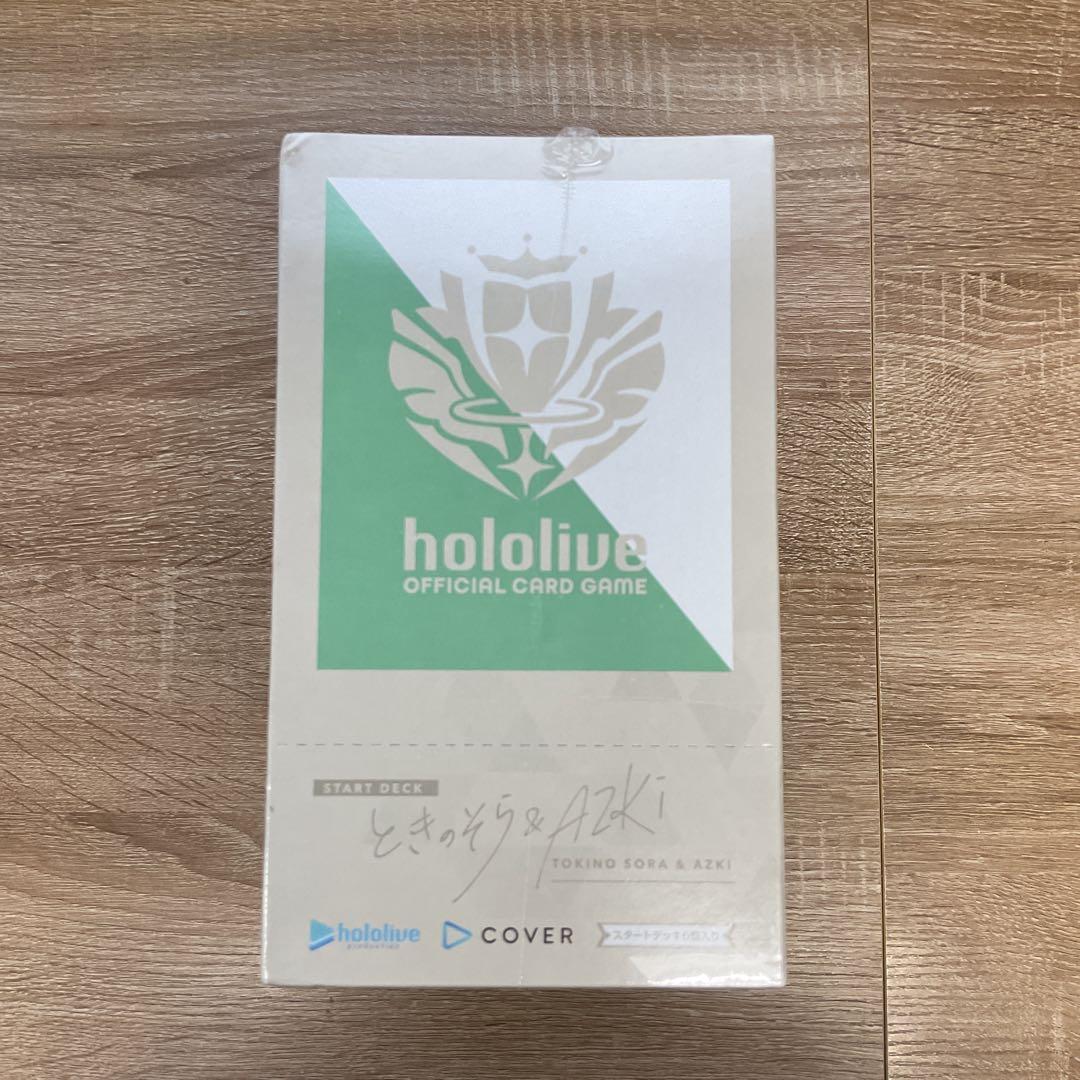 hololive
OFFICIAL CARD GAME
START DECK
ときのそら&AZKi
TOKINO SORA & AZKI
hololive
PRODUCTION
COVER
スタートデッキ6個入り